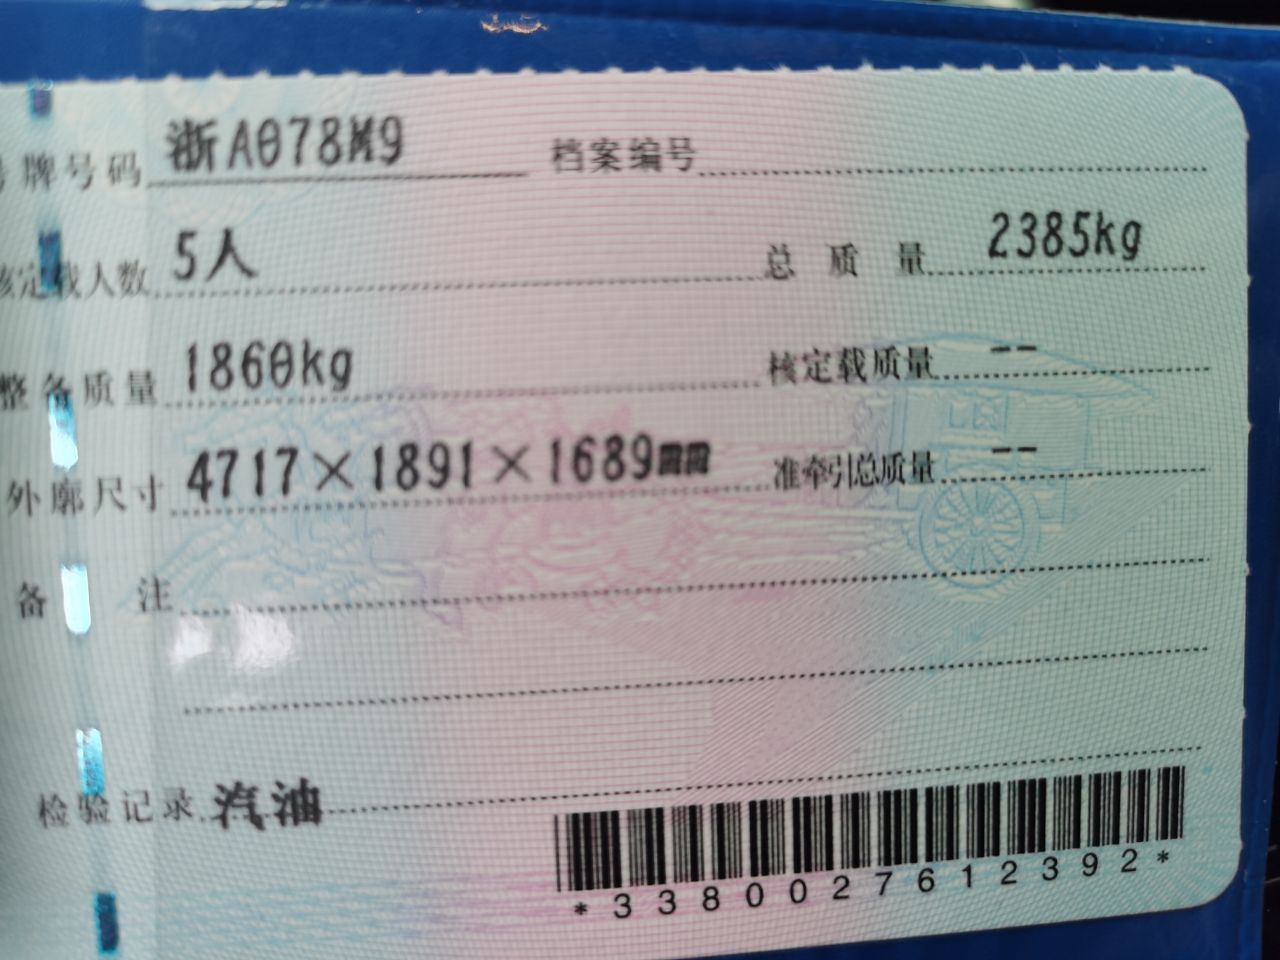 号牌号码 浙A078M9 档案编号
核定载人数 5人 总质量 2385kg
整备质量 1860kg 核定载质量 --
外廓尺寸 4717×1891×1689mm 准牵引总质量 --
备注
检验记录 汽油
*3380027612392*